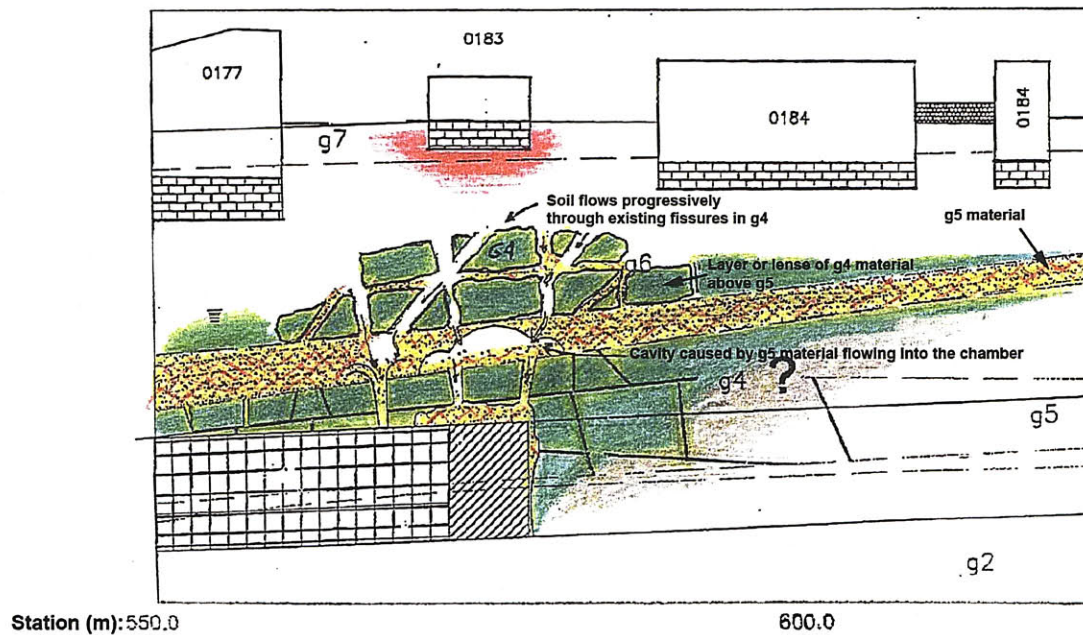 0183
0177
0184
0184
g7
Soil flows progressively
through existing fissures in g4
g5 material
G4
g6
Layer or lense of g4 material
above g5
Cavity caused by g5 material flowing into the chamber
g4 ?
g5
g2
Station (m): 550.0
600.0